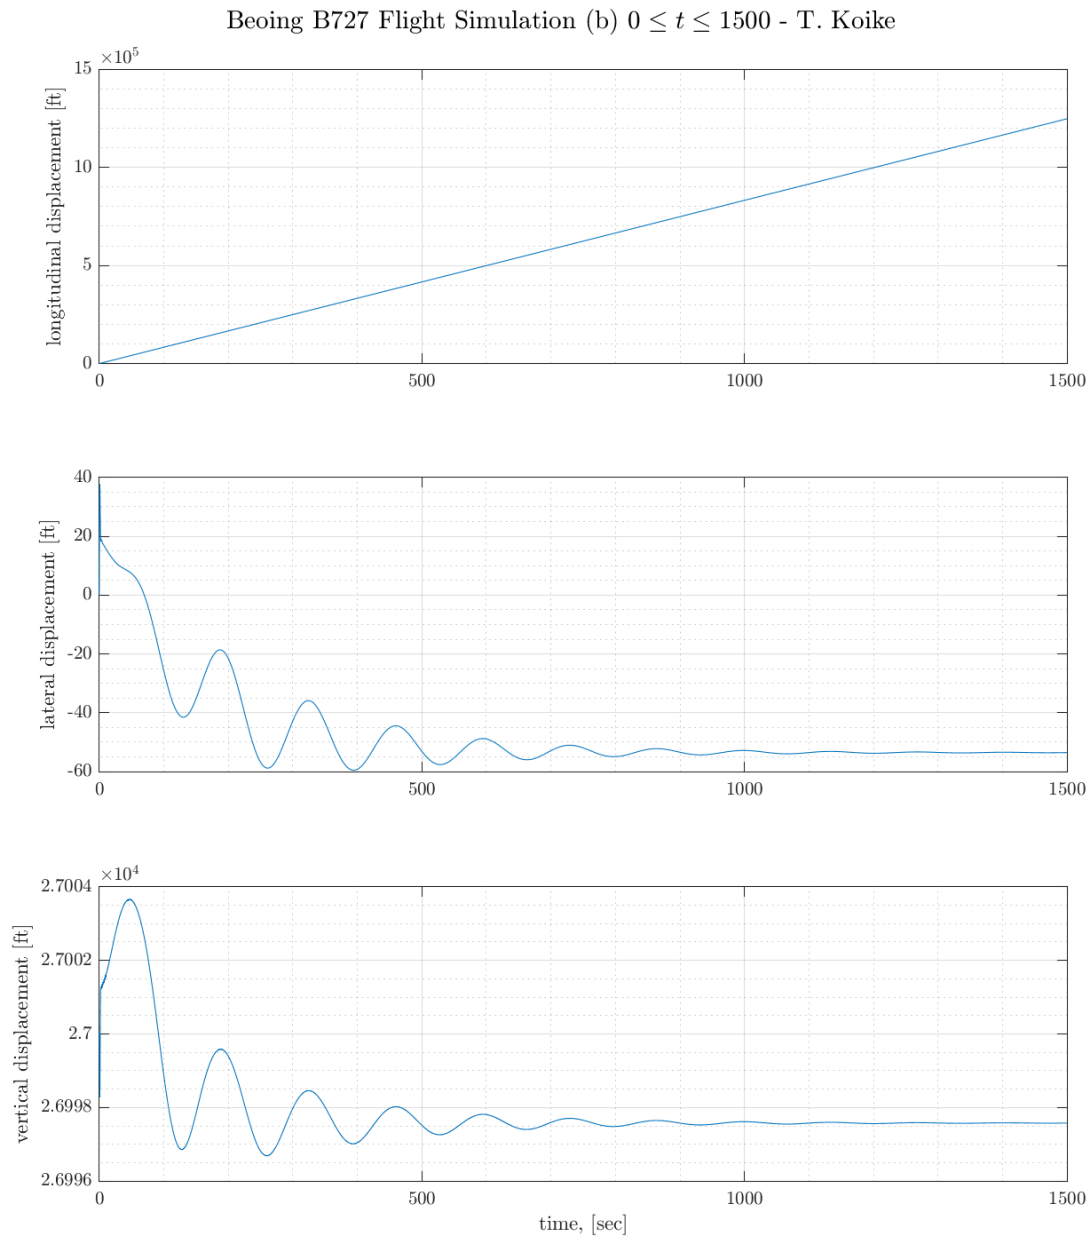 Beoing B727 Flight Simulation (b) 0 ≤ t ≤ 1500 - T. Koike
×10^5
15
10
5
0
longitudinal displacement [ft]
0 500 1000 1500
40
20
0
-20
-40
-60
lateral displacement [ft]
0 500 1000 1500
×10^4
2.7004
2.7002
2.7
2.6998
2.6996
vertical displacement [ft]
0 500 1000 1500
time, [sec]